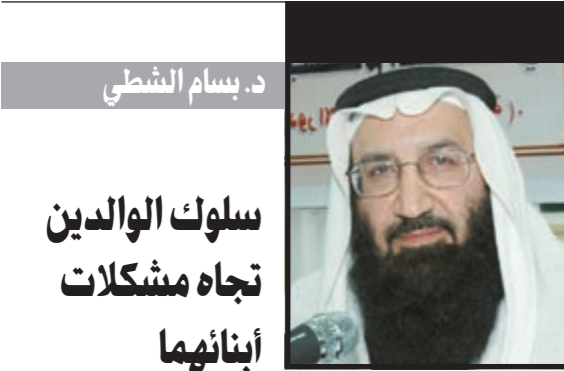 د. بسام الشطي
سلوك الوالدين
تجاه مشكلات
أبنائهما